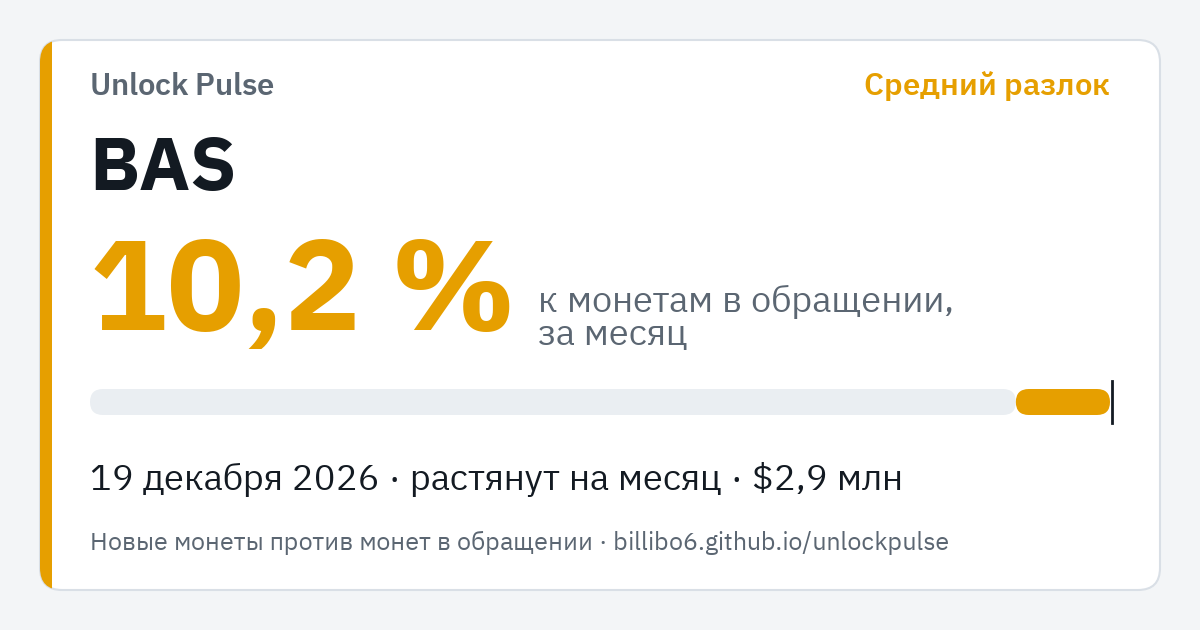 Unlock Pulse
Средний разлок
BAS
10,2 %
к монетам в обращении,
за месяц
19 декабря 2026 · растянут на месяц · $2,9 млн
Новые монеты против монет в обращении · billibo6.github.io/unlockpulse